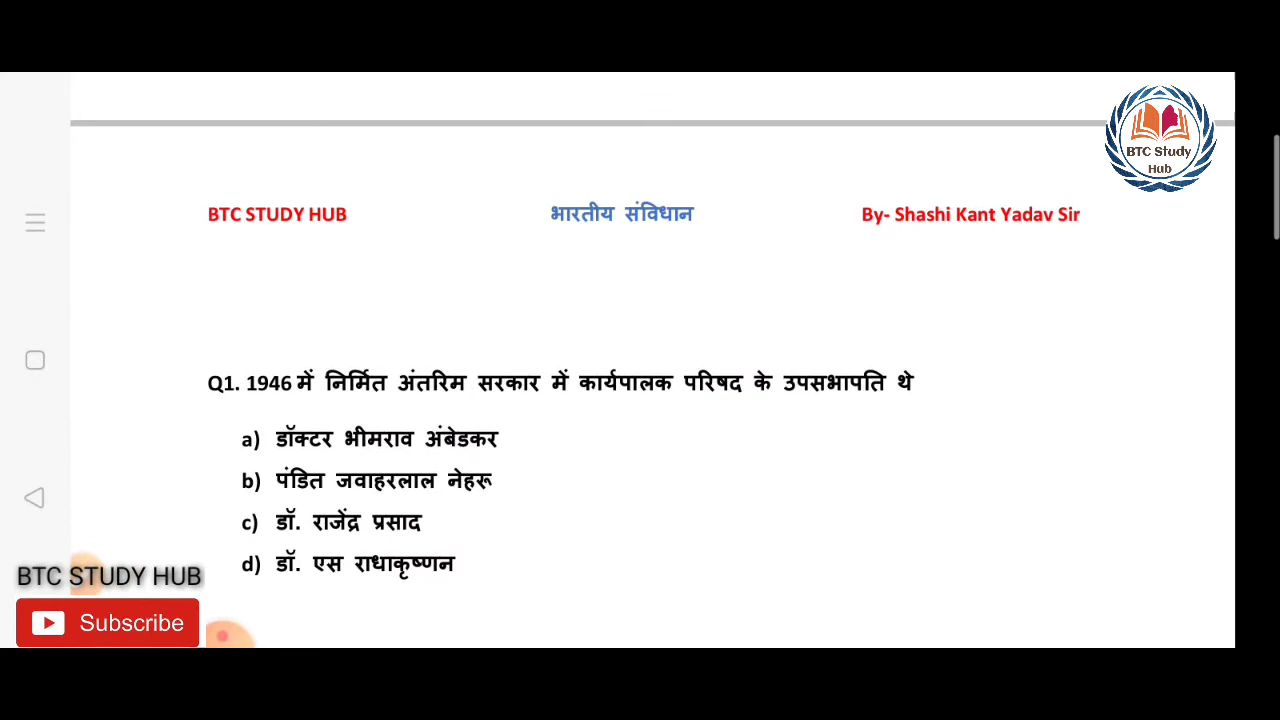 BTC Study
Hub
BTC STUDY HUB भारतीय संविधान By- Shashi Kant Yadav Sir
Q1. 1946 में निर्मित अंतरिम सरकार में कार्यपालक परिषद के उपसभापति थे
a) डॉक्टर भीमराव अंबेडकर
b) पंडित जवाहरलाल नेहरू
c) डॉ. राजेंद्र प्रसाद
d) डॉ. एस राधाकृष्णन
BTC STUDY HUB
Subscribe